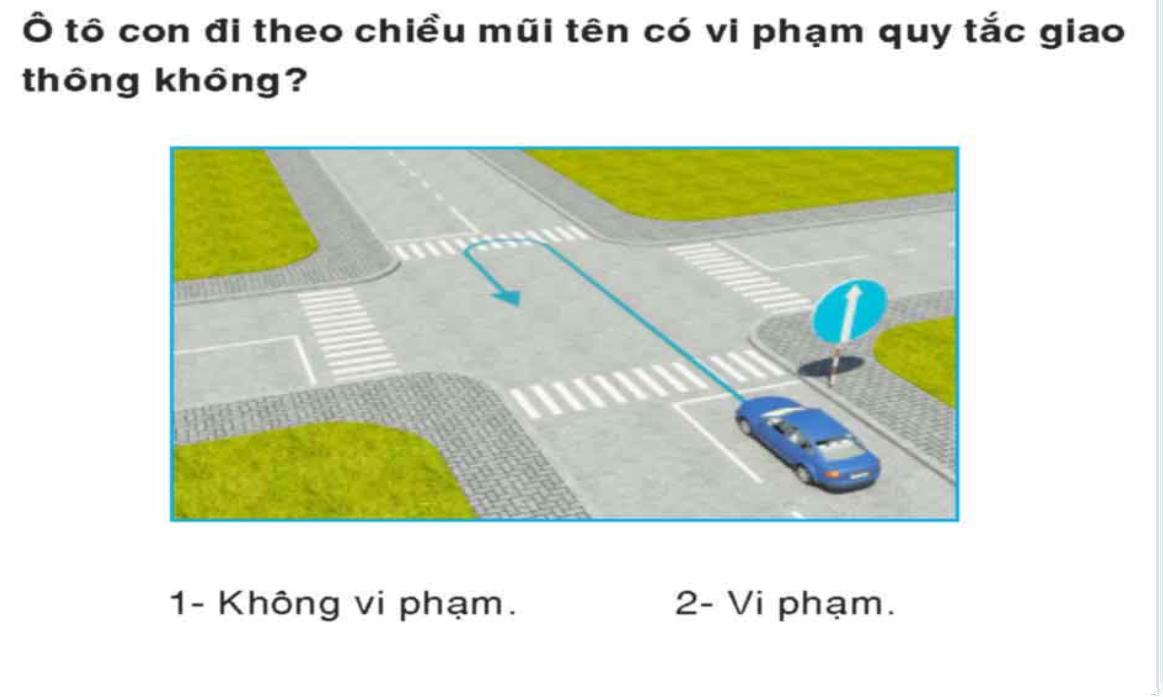 Ô tô con đi theo chiều mũi tên có vi phạm quy tắc giao
thông không?
1- Không vi phạm.
2- Vi phạm.